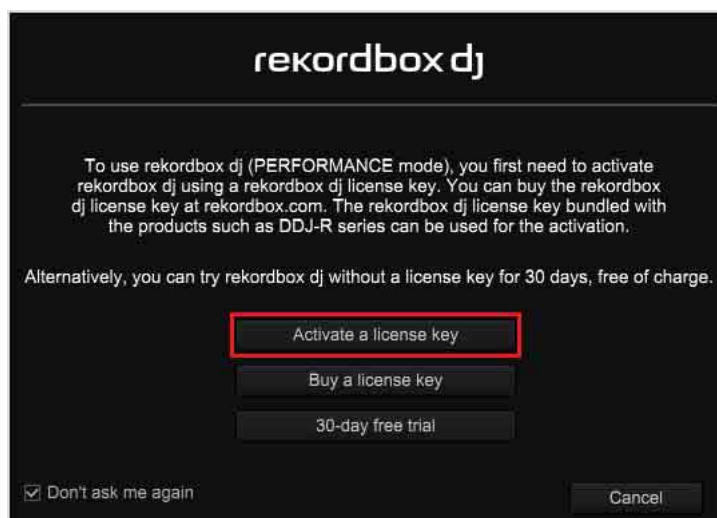 rekordbox dj
To use rekordbox dj (PERFORMANCE mode), you first need to activate
rekordbox dj using a rekordbox dj license key. You can buy the rekordbox
dj license key at rekordbox.com. The rekordbox dj license key bundled with
the products such as DDJ-R series can be used for the activation.
Alternatively, you can try rekordbox dj without a license key for 30 days, free of charge.
Activate a license key
Buy a license key
30-day free trial
Don't ask me again
Cancel